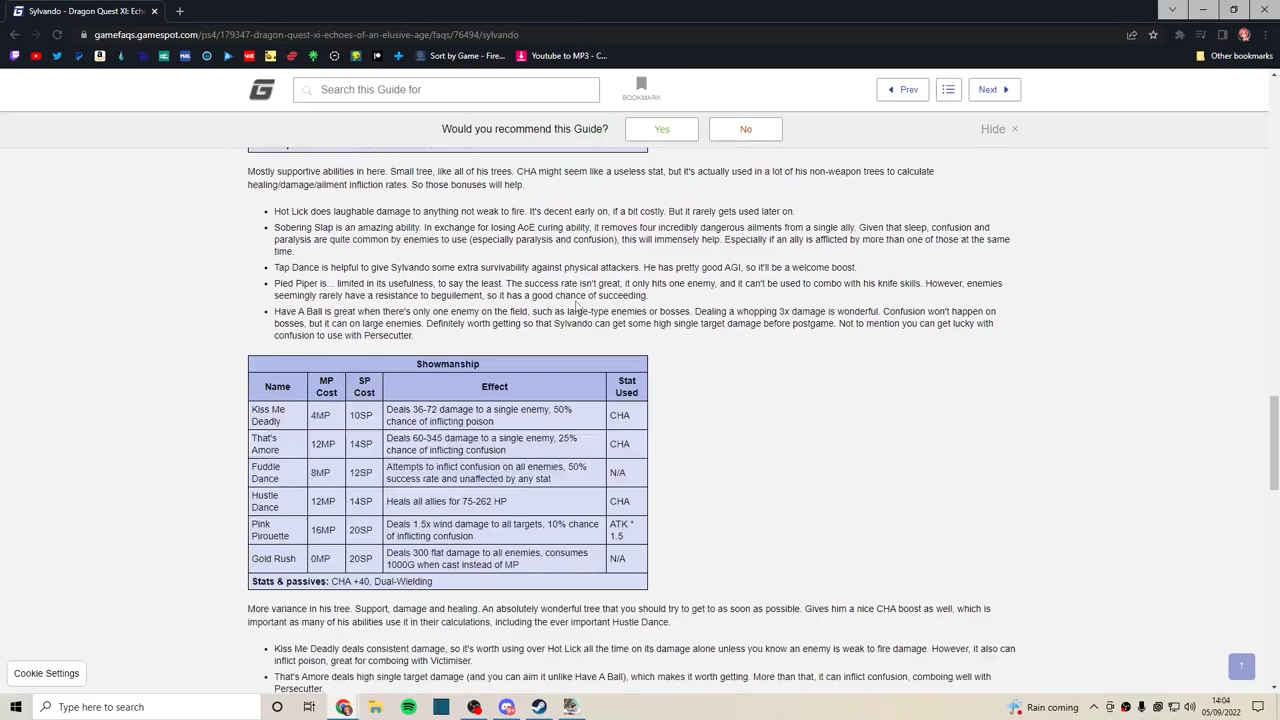 Sylvando - Dragon Quest XI: Ech
gamefaqs.gamespot.com/ps4/179347-dragon-quest-xi-echoes-of-an-elusive-age/faqs/76494/sylvando
Sort by Game - Fire...
Youtube to MP3 - C...
Other bookmarks
Search this Guide for
BOOKMARK
Prev
Next
Would you recommend this Guide?
Yes
No
Hide ×
Mostly supportive abilities in here. Small tree, like all of his trees. CHA might seem like a useless stat, but it's actually used in a lot of his non-weapon trees to calculate
healing/damage/ailment infliction rates. So those bonuses will help.
• Hot Lick does laughable damage to anything not weak to fire. It's decent early on, if a bit costly. But it rarely gets used later on.
• Sobering Slap is an amazing ability. In exchange for losing AoE curing ability, it removes four incredibly dangerous ailments from a single ally. Given that sleep, confusion and
paralysis are quite common by enemies to use (especially paralysis and confusion), this will immensely help. Especially if an ally is afflicted by more than one of those at the same
time.
• Tap Dance is helpful to give Sylvando some extra survivability against physical attackers. He has pretty good AGI, so it'll be a welcome boost.
• Pied Piper is... limited in its usefulness, to say the least. The success rate isn't great, it only hits one enemy, and it can't be used to combo with his knife skills. However, enemies
seemingly rarely have a resistance to beguilement, so it has a good chance of succeeding.
• Have A Ball is great when there's only one enemy on the field, such as large-type enemies or bosses. Dealing a whopping 3x damage is wonderful. Confusion won't happen on
bosses, but it can on large enemies. Definitely worth getting so that Sylvando can get some high single target damage before postgame. Not to mention you can get lucky with
confusion to use with Persecutter.
Showmanship
Name MP Cost SP Cost Effect Stat Used
Kiss Me Deadly 4MP 10SP Deals 36-72 damage to a single enemy, 50% chance of inflicting poison CHA
That's Amore 12MP 14SP Deals 60-345 damage to a single enemy, 25% chance of inflicting confusion CHA
Fuddle Dance 8MP 12SP Attempts to inflict confusion on all enemies, 50% success rate and unaffected by any stat N/A
Hustle Dance 12MP 14SP Heals all allies for 75-262 HP CHA
Pink Pirouette 16MP 20SP Deals 1.5x wind damage to all targets, 10% chance of inflicting confusion ATK * 1.5
Gold Rush 0MP 20SP Deals 300 flat damage to all enemies, consumes 1000G when cast instead of MP N/A
Stats & passives: CHA +40, Dual-Wielding
More variance in his tree. Support, damage and healing. An absolutely wonderful tree that you should try to get to as soon as possible. Gives him a nice CHA boost as well, which is
important as many of his abilities use it in their calculations, including the ever important Hustle Dance.
• Kiss Me Deadly deals consistent damage, so it's worth using over Hot Lick all the time on its damage alone unless you know an enemy is weak to fire damage. However, it also can
inflict poison, great for comboing with Victimiser.
• That's Amore deals high single target damage (and you can aim it unlike Have A Ball), which makes it worth getting. More than that, it can inflict confusion, comboing well with
Persecutter.
Cookie Settings
Type here to search
Rain coming
14:04
05/09/2022